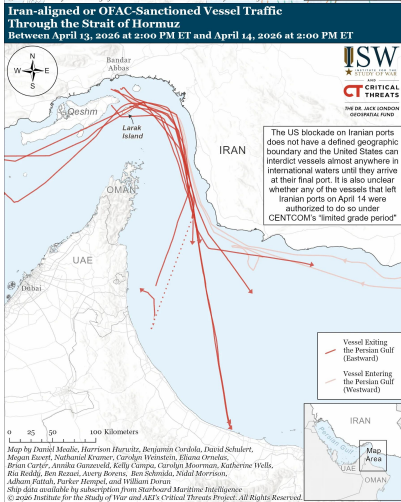 Iran-aligned or OFAC-Sanctioned Vessel Traffic
Through the Strait of Hormuz
Between April 13, 2026 at 2:00 PM ET and April 14, 2026 at 2:00 PM ET
N
W
E
S
Bandar
Abbas
ISW
INSTITUTE FOR THE
STUDY OF WAR
AND
CT CRITICAL
THREATS
THE DR. JACK LONDON
GEOSPATIAL FUND
Qeshm
Larak
Island
IRAN
The US blockade on Iranian ports
does not have a defined geographic
boundary and the United States can
interdict vessels almost anywhere in
international waters until they arrive
at their final port. It is also unclear
whether any of the vessels that left
Iranian ports on April 14 were
authorized to do so under
CENTCOM's "limited grade period"
OMAN
UAE
Dubai
Vessel Exiting
the Persian Gulf
(Eastward)
Vessel Entering
the Persian Gulf
(Westward)
0 25 50 100 Kilometers
IRAN
Persian Gulf
Map
Area
UAE
OMAN
Map by Daniel Mealie, Harrison Hurwitz, Benjamin Cordola, David Schulert,
Megan Ewert, Nathaniel Kramer, Carolyn Weinstein, Eliana Ornelas,
Brian Carter, Annika Ganzeveld, Kelly Campa, Carolyn Moorman, Katherine Wells,
Ria Reddy, Ben Rezaei, Avery Borens, Ben Schmida, Nidal Morrison,
Adham Fattah, Parker Hempel, and William Doran
Ship data available by subscription from Starboard Maritime Intelligence
© 2026 Institute for the Study of War and AEI's Critical Threats Project. All Rights Reserved.